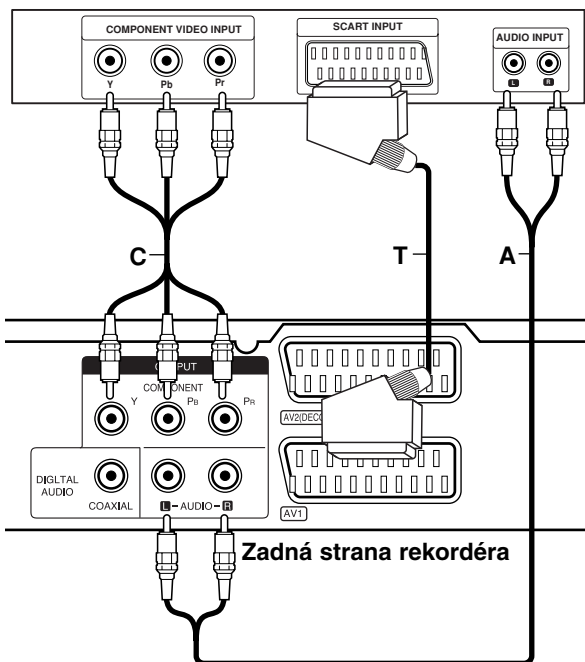 COMPONENT VIDEO INPUT
SCART INPUT
AUDIO INPUT
Y Pb Pr
L R
C T A
COMPONENT
Y PB PR
DIGLTAL
AUDIO
COAXIAL
L - AUDIO - R
AV1
Zadná strana rekordéra